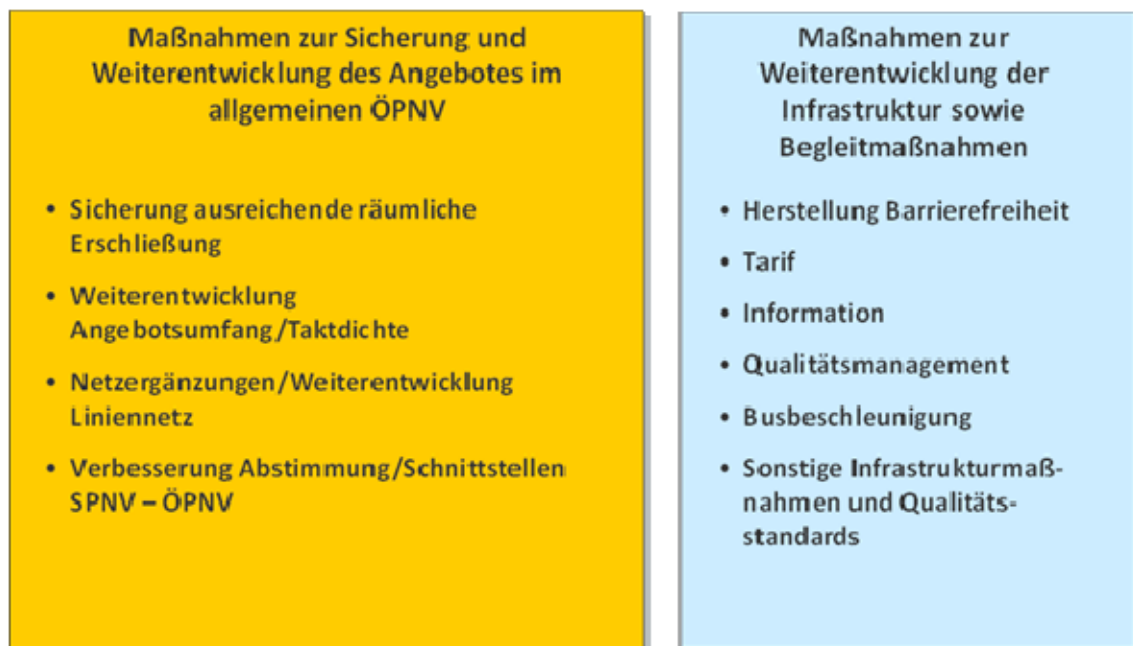 Maßnahmen zur Sicherung und
Weiterentwicklung des Angebotes im
allgemeinen ÖPNV
• Sicherung ausreichende räumliche
Erschließung
• Weiterentwicklung
Angebotsumfang/Taktdichte
• Netzergänzungen/Weiterentwicklung
Liniennetz
• Verbesserung Abstimmung/Schnittstellen
SPNV – ÖPNV
Maßnahmen zur
Weiterentwicklung der
Infrastruktur sowie
Begleitmaßnahmen
• Herstellung Barrierefreiheit
• Tarif
• Information
• Qualitätsmanagement
• Busbeschleunigung
• Sonstige Infrastrukturmaß-
nahmen und Qualitäts-
standards